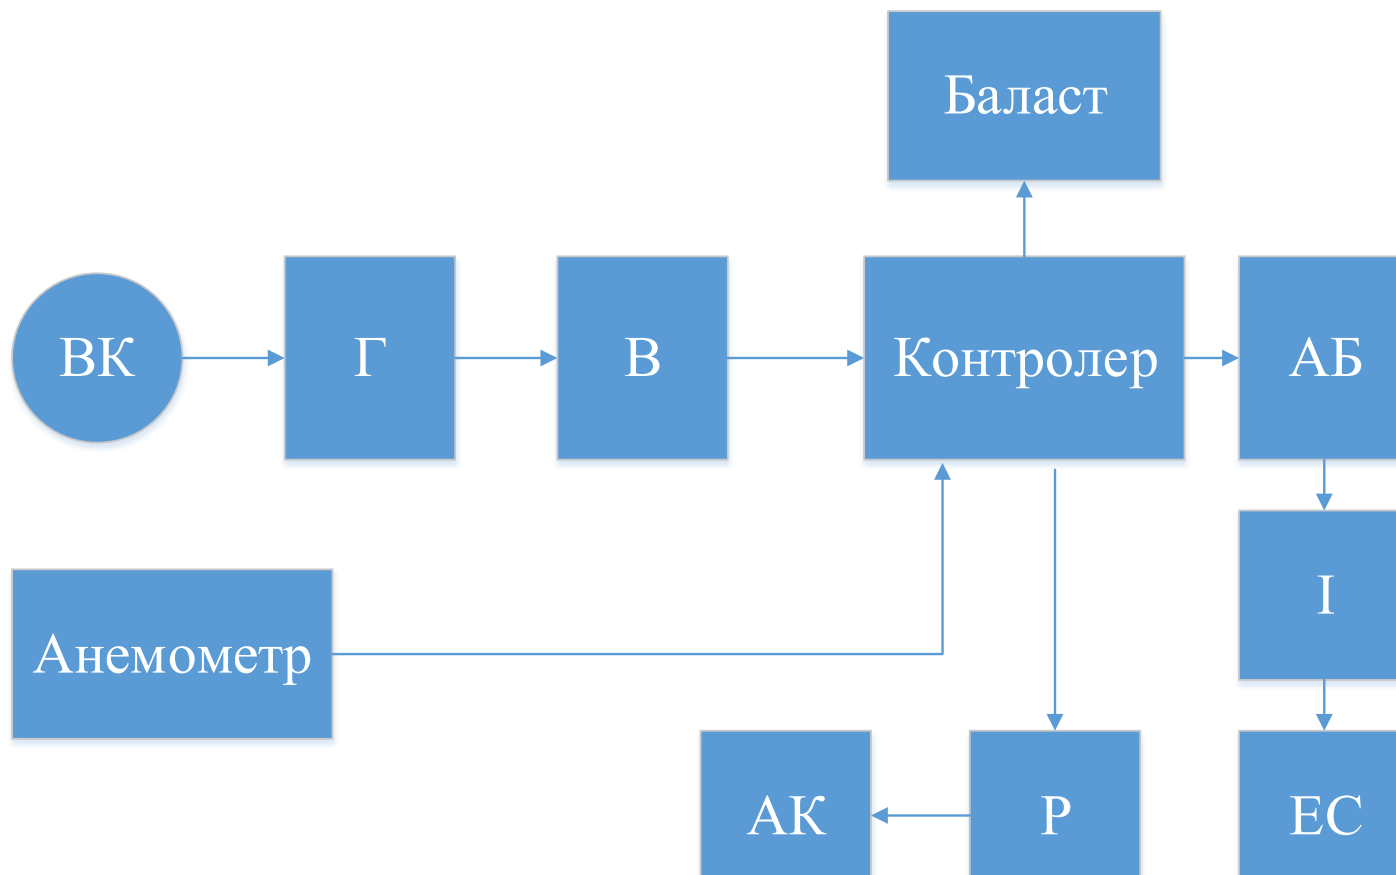 Баласт
ВК
Г
В
Контролер
АБ
І
Анемометр
АК
Р
ЕС